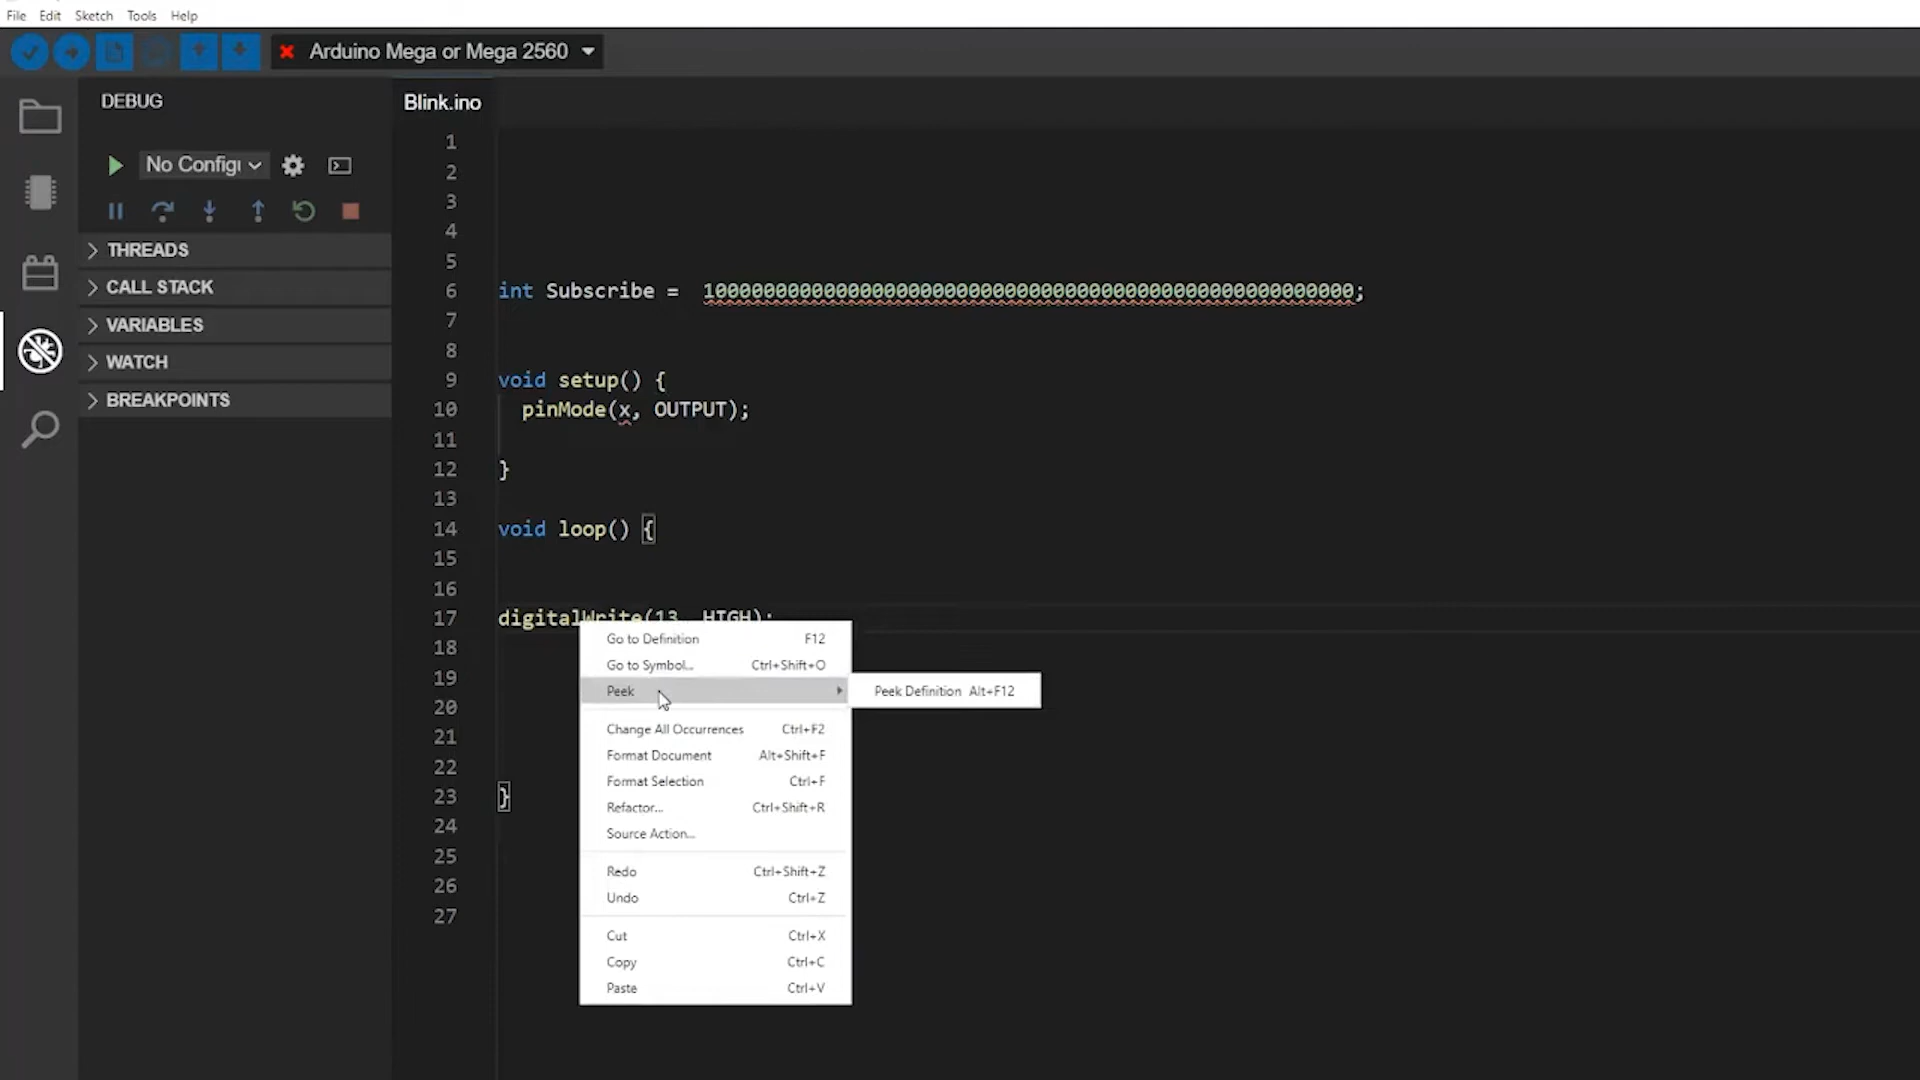 File Edit Sketch Tools Help
Arduino Mega or Mega 2560
DEBUG
Blink.ino
No Configu
THREADS
CALL STACK
VARIABLES
WATCH
BREAKPOINTS
1
2
3
4
5
6 int Subscribe =  100000000000000000000000000000000000000000000000000000;
7
8
9 void setup() {
10 pinMode(x, OUTPUT);
11
12 }
13
14 void loop() {
15
16
17 digitalWrite(13, HIGH);
18
19
20
21
22
23 }
24
25
26
27
Go to Definition F12
Go to Symbol... Ctrl+Shift+O
Peek
Peek Definition Alt+F12
Change All Occurrences Ctrl+F2
Format Document Alt+Shift+F
Format Selection Ctrl+F
Refactor... Ctrl+Shift+R
Source Action...
Redo Ctrl+Shift+Z
Undo Ctrl+Z
Cut Ctrl+X
Copy Ctrl+C
Paste Ctrl+V